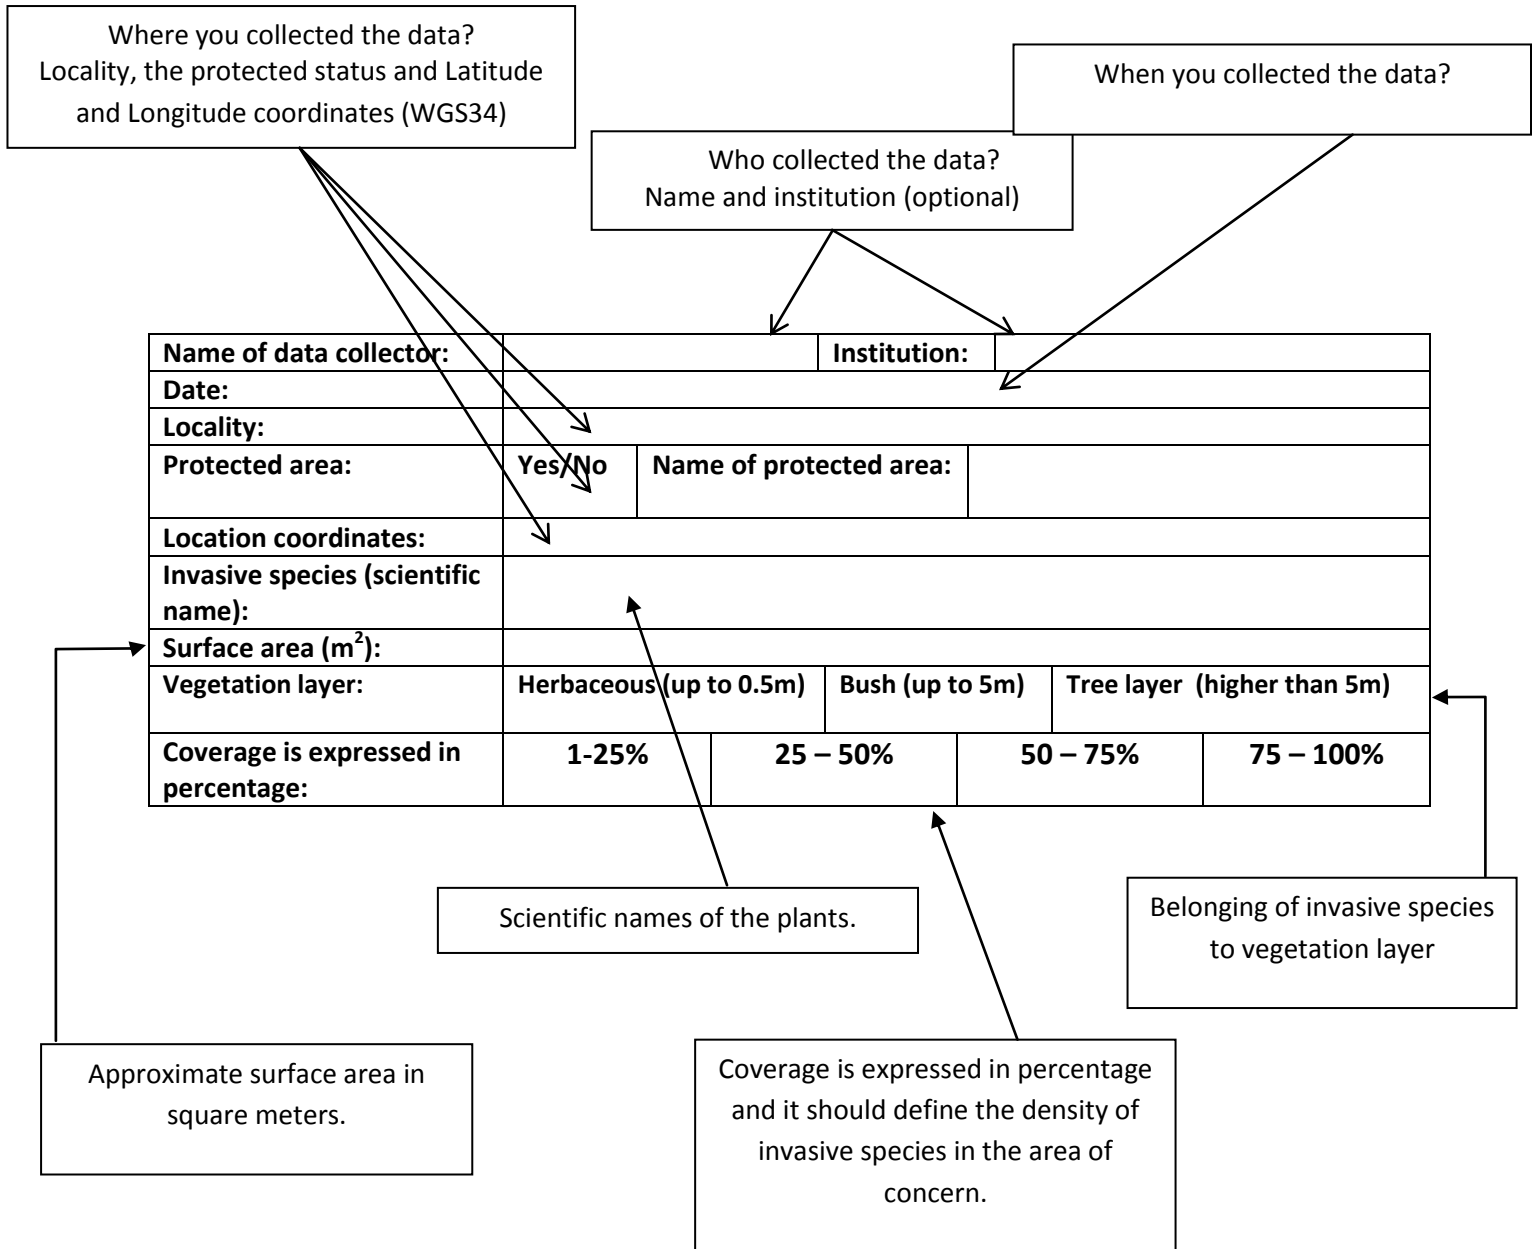 Where you collected the data?
Locality, the protected status and Latitude
and Longitude coordinates (WGS34)
When you collected the data?
Who collected the data?
Name and institution (optional)
Name of data collector: Institution:
Date:
Locality:
Protected area: Yes/No Name of protected area:
Location coordinates:
Invasive species (scientific
name):
Surface area (m²):
Vegetation layer: Herbaceous (up to 0.5m) Bush (up to 5m) Tree layer (higher than 5m)
Coverage is expressed in
percentage: 1-25% 25 – 50% 50 – 75% 75 – 100%
Scientific names of the plants.
Belonging of invasive species
to vegetation layer
Approximate surface area in
square meters.
Coverage is expressed in percentage
and it should define the density of
invasive species in the area of
concern.